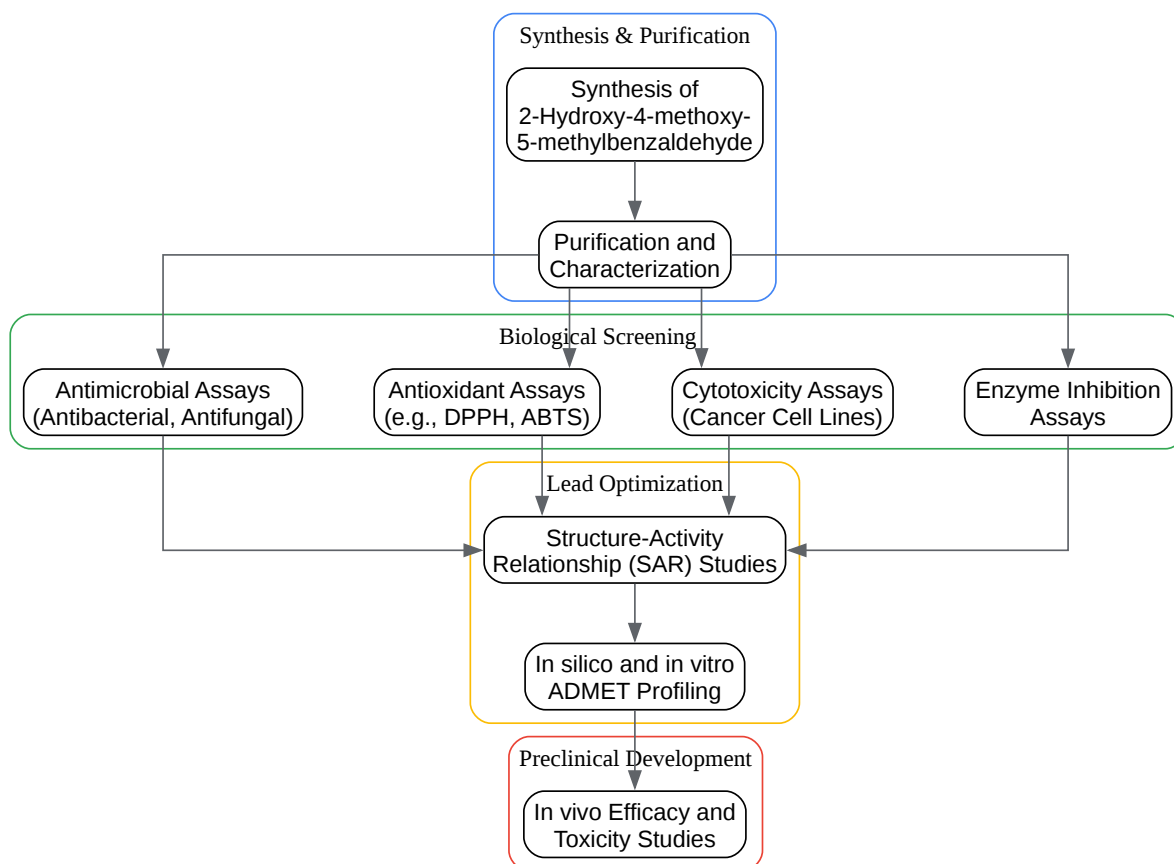 Synthesis & Purification
Synthesis of
2-Hydroxy-4-methoxy-
5-methylbenzaldehyde
Purification and
Characterization
Biological Screening
Antimicrobial Assays
(Antibacterial, Antifungal)
Antioxidant Assays
(e.g., DPPH, ABTS)
Cytotoxicity Assays
(Cancer Cell Lines)
Enzyme Inhibition
Assays
Lead Optimization
Structure-Activity
Relationship (SAR) Studies
In silico and in vitro
ADMET Profiling
Preclinical Development
In vivo Efficacy and
Toxicity Studies